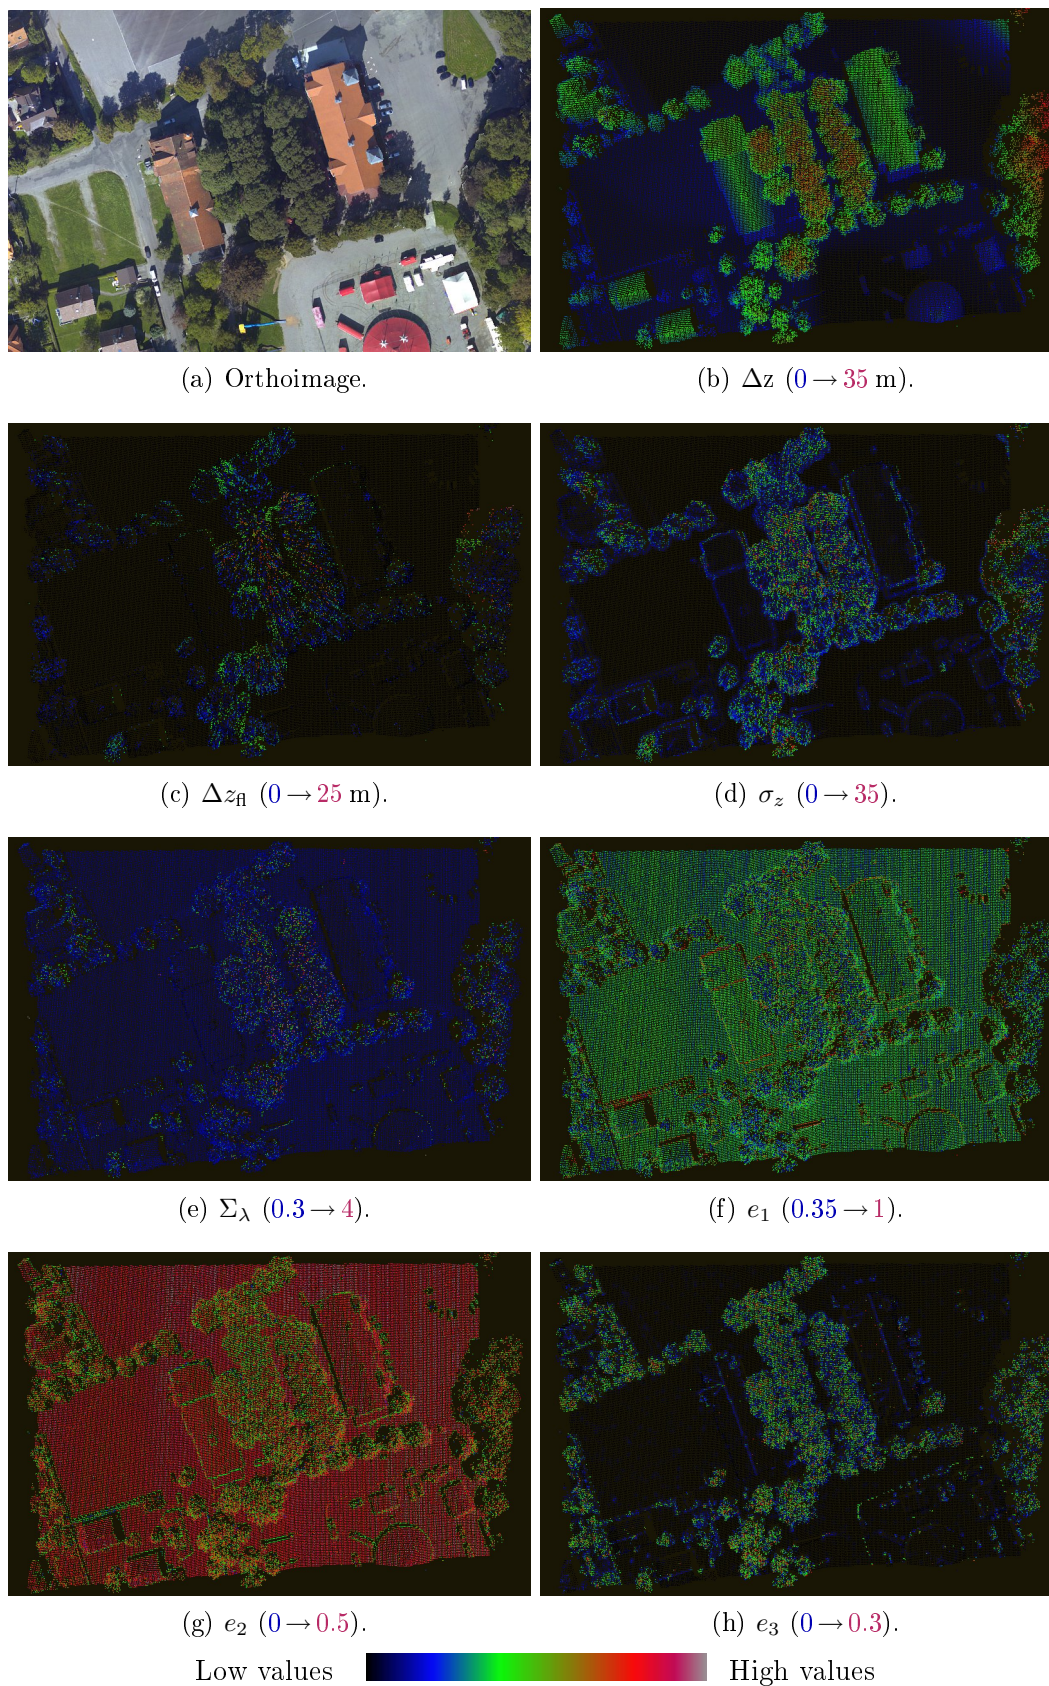 (a) Orthoimage.
(b) Δz (0 → 35 m).
(c) Δz_fl (0 → 25 m).
(d) σ_z (0 → 35).
(e) Σ_λ (0.3 → 4).
(f) e_1 (0.35 → 1).
(g) e_2 (0 → 0.5).
(h) e_3 (0 → 0.3).
Low values High values